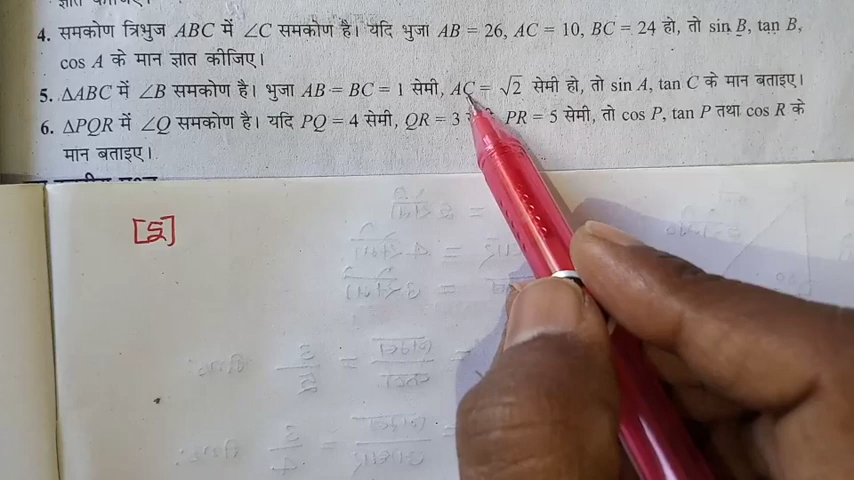 4. समकोण त्रिभुज ABC में ∠C समकोण है। यदि भुजा AB = 26, AC = 10, BC = 24 हो, तो sin B, tan B,
cos A के मान ज्ञात कीजिए।
5. ΔABC में ∠B समकोण है। भुजा AB = BC = 1 सेमी, AC = √2 सेमी हो, तो sin A, tan C के मान बताइए।
6. ΔPQR में ∠Q समकोण है। यदि PQ = 4 सेमी, QR = 3 PR = 5 सेमी, तो cos P, tan P तथा cos R के
मान बताइए।